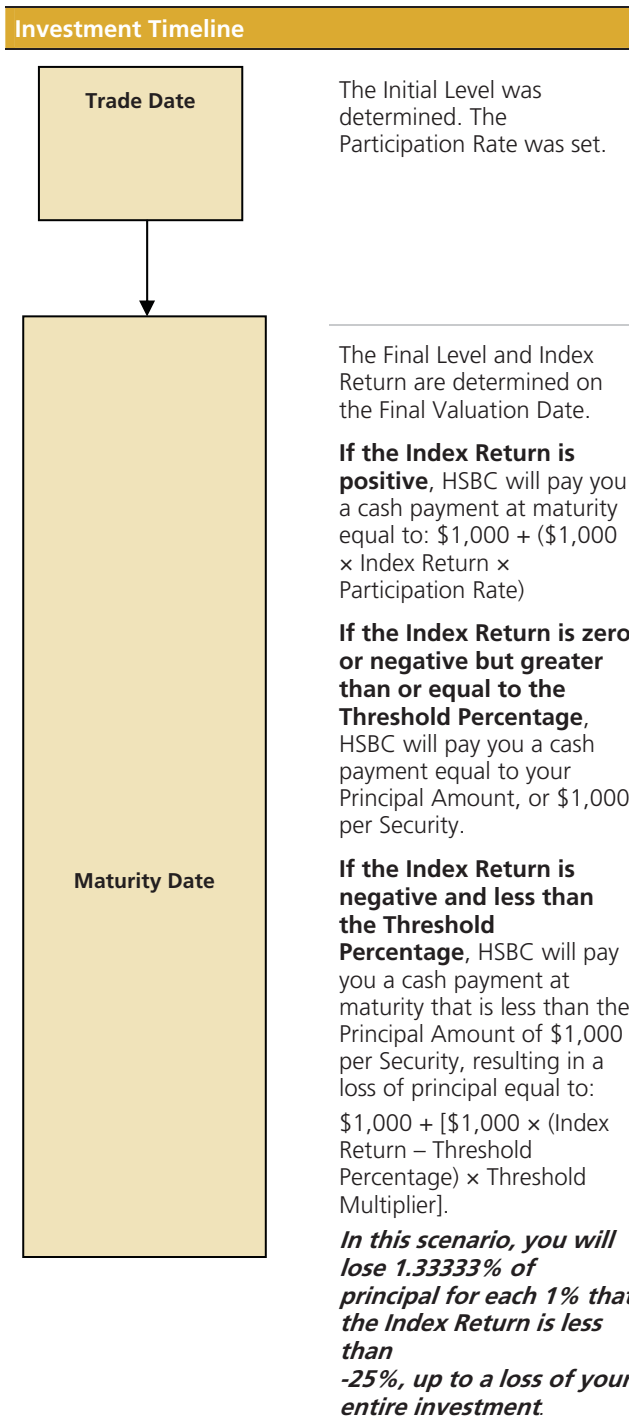 Investment Timeline
Trade Date
The Initial Level was
determined. The
Participation Rate was set.
The Final Level and Index
Return are determined on
the Final Valuation Date.
If the Index Return is
positive, HSBC will pay you
a cash payment at maturity
equal to: $1,000 + ($1,000
× Index Return ×
Participation Rate)
If the Index Return is zero
or negative but greater
than or equal to the
Threshold Percentage,
HSBC will pay you a cash
payment equal to your
Principal Amount, or $1,000
per Security.
Maturity Date
If the Index Return is
negative and less than
the Threshold
Percentage, HSBC will pay
you a cash payment at
maturity that is less than the
Principal Amount of $1,000
per Security, resulting in a
loss of principal equal to:
$1,000 + [$1,000 × (Index
Return – Threshold
Percentage) × Threshold
Multiplier].
In this scenario, you will
lose 1.33333% of
principal for each 1% that
the Index Return is less
than
-25%, up to a loss of your
entire investment.